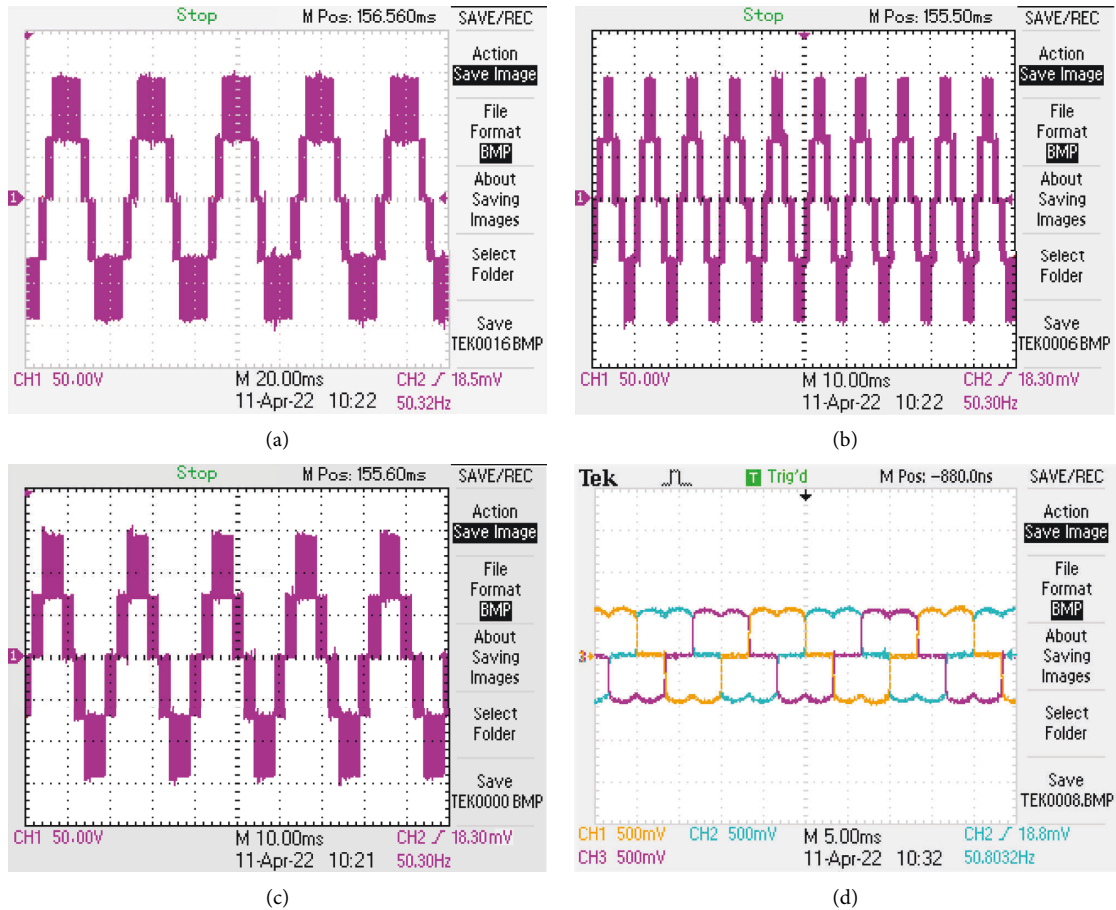 Stop M Pos: 156.560ms SAVE/REC
Action
Save Image
File
Format
BMP
About
Saving
Images
Select
Folder
Save
TEK0016 BMP
1
CH1 50.00V M 20.00ms CH2 ⌡ 18.5mV
11-Apr-22 10:22 50.32Hz
(a)
Stop M Pos: 155.50ms SAVE/REC
Action
Save Image
File
Format
BMP
About
Saving
Images
Select
Folder
Save
TEK0006 BMP
1
CH1 50.00V M 10.00ms CH2 ⌡ 18.30mV
11-Apr-22 10:22 50.30Hz
(b)
Stop M Pos: 155.60ms SAVE/REC
Action
Save Image
File
Format
BMP
About
Saving
Images
Select
Folder
Save
TEK0000 BMP
1
CH1 50.00V M 10.00ms CH2 ⌡ 18.30mV
11-Apr-22 10:21 50.30Hz
(c)
Tek T Trig'd M Pos: -880.0ns SAVE/REC
Action
Save Image
File
Format
BMP
About
Saving
Images
Select
Folder
Save
TEK0008.BMP
3
CH1 500mV CH2 500mV M 5.00ms CH2 ⌡ 18.8mV
CH3 500mV 11-Apr-22 10:32 50.8032Hz
(d)